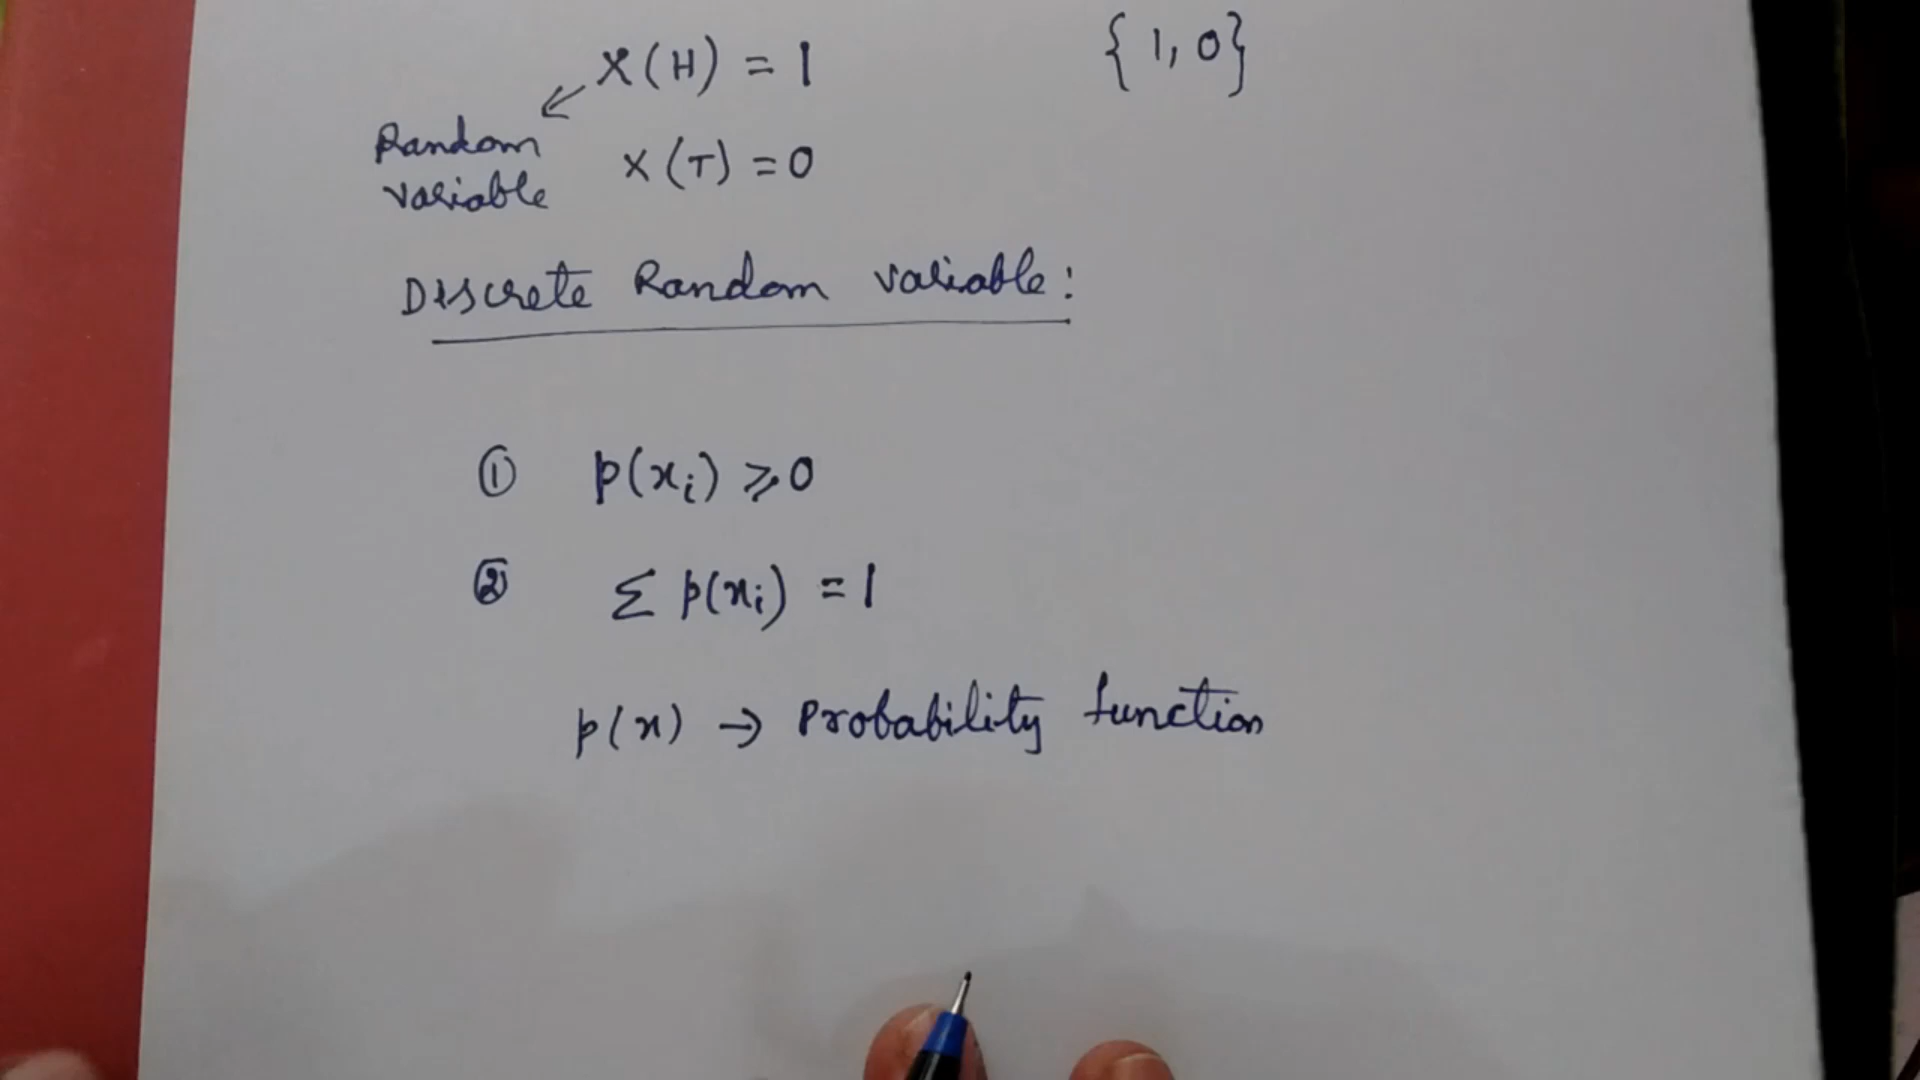 X(H) = 1 {1, 0}
Random
variable X(T) = 0
Discrete Random variable:
① p(xi) ⩾ 0
② Σ p(xi) = 1
p(x) → Probability function